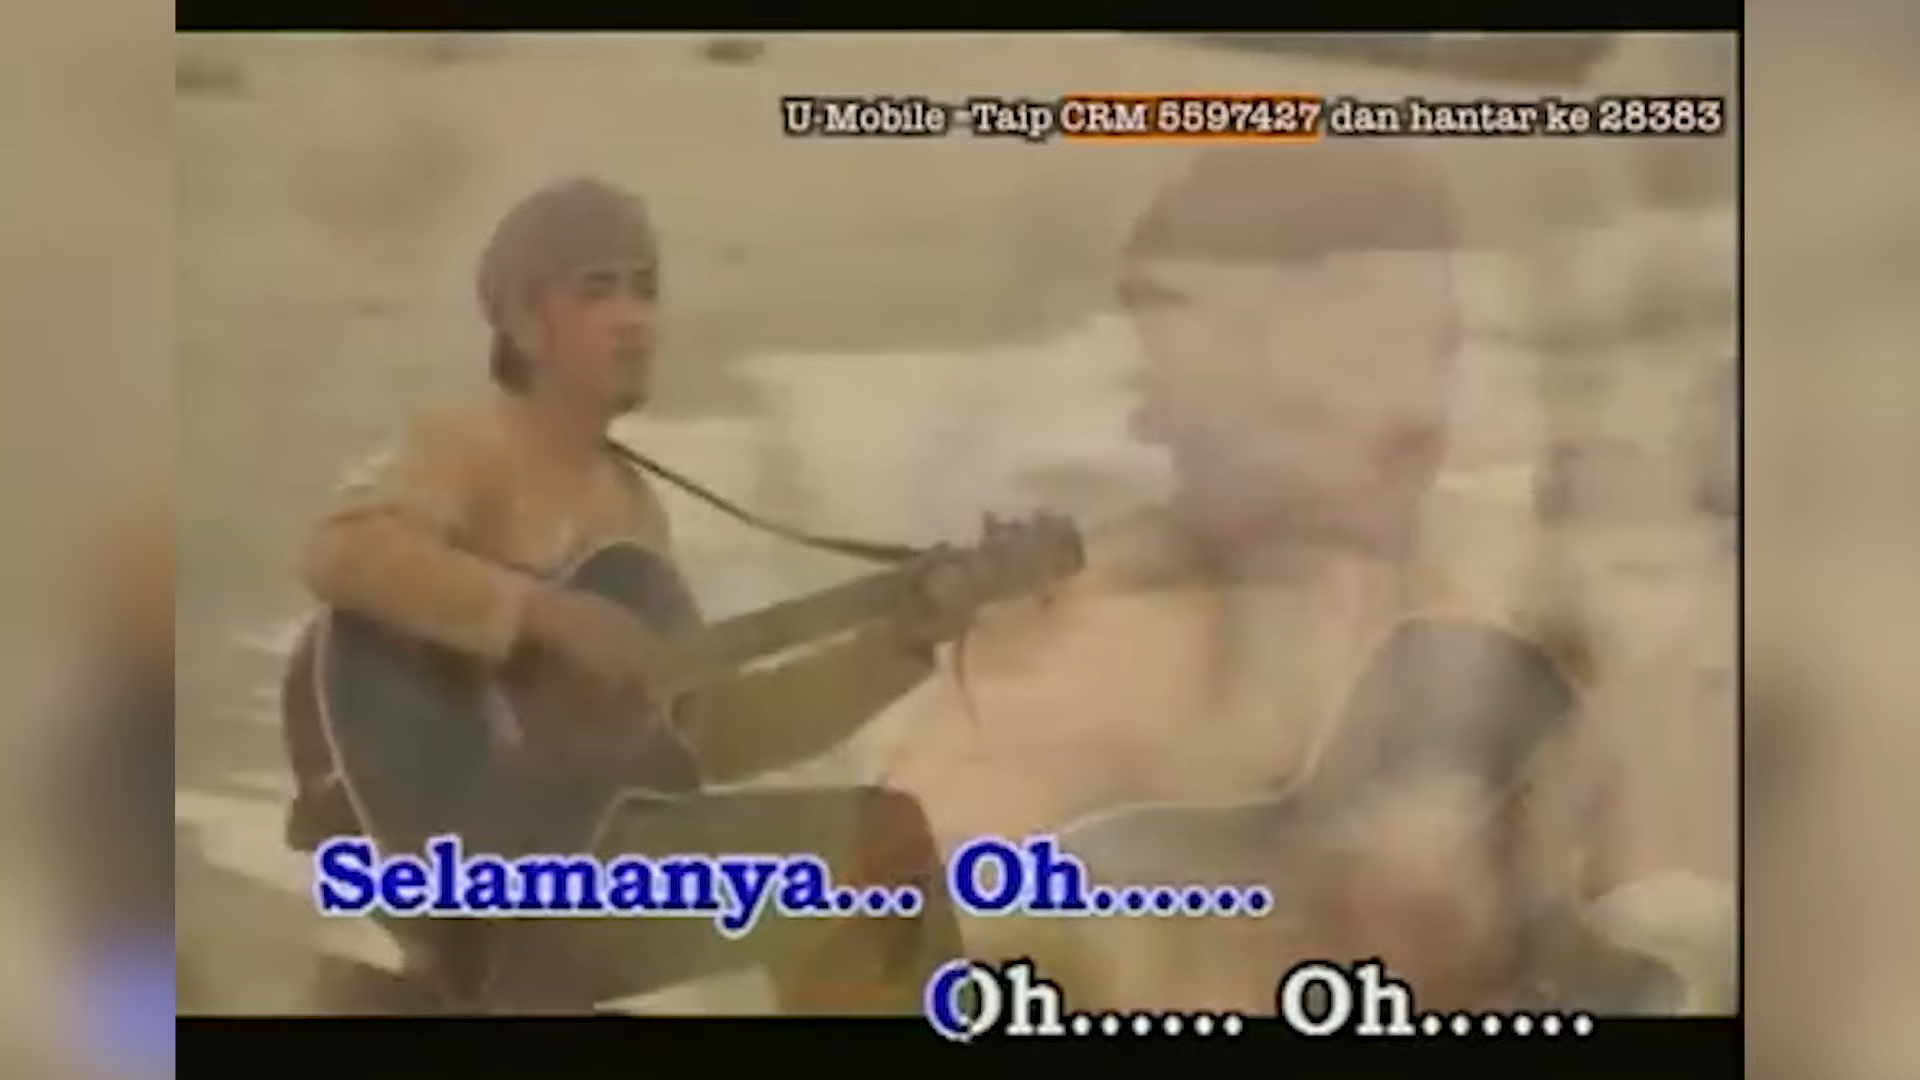 U-Mobile -Taip CRM 5597427 dan hantar ke 28383
Selamanya... Oh......
Oh...... Oh......